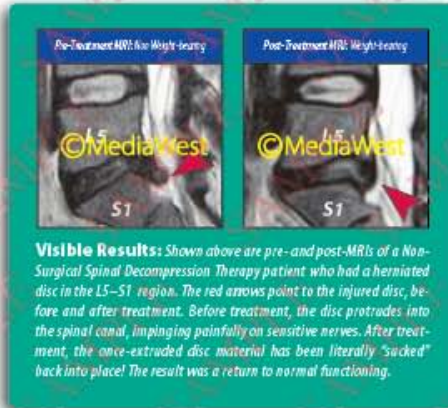 Pre-Treatment MRI: Non Weight-bearing
Post-Treatment MRI: Weight-bearing
L5
L5
©MediaWest
©MediaWest
S1
S1
Visible Results: Shown above are pre- and post-MRIs of a Non-
Surgical Spinal Decompression Therapy patient who had a herniated
disc in the L5–S1 region. The red arrows point to the injured disc, be-
fore and after treatment. Before treatment, the disc protrudes into
the spinal canal, impinging painfully on sensitive nerves. After treat-
ment, the once-extruded disc material has been literally "sucked"
back into place! The result was a return to normal functioning.